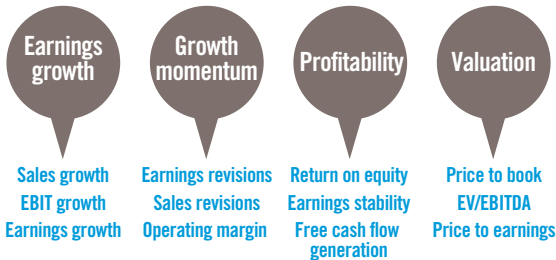 Earnings
growth
Growth
momentum
Profitability
Valuation
Sales growth
EBIT growth
Earnings growth
Earnings revisions
Sales revisions
Operating margin
Return on equity
Earnings stability
Free cash flow
generation
Price to book
EV/EBITDA
Price to earnings